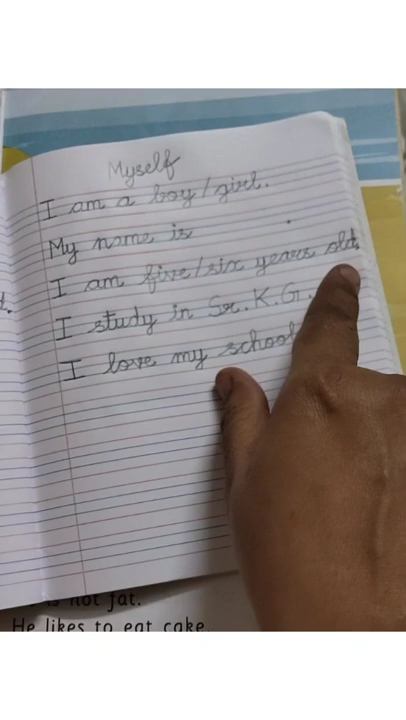 Myself
I am a boy/girl.
My name is .
I am five/six years old.
I study in Sr. K.G.
I love my school
d.
is not fat.
He likes to eat cake.